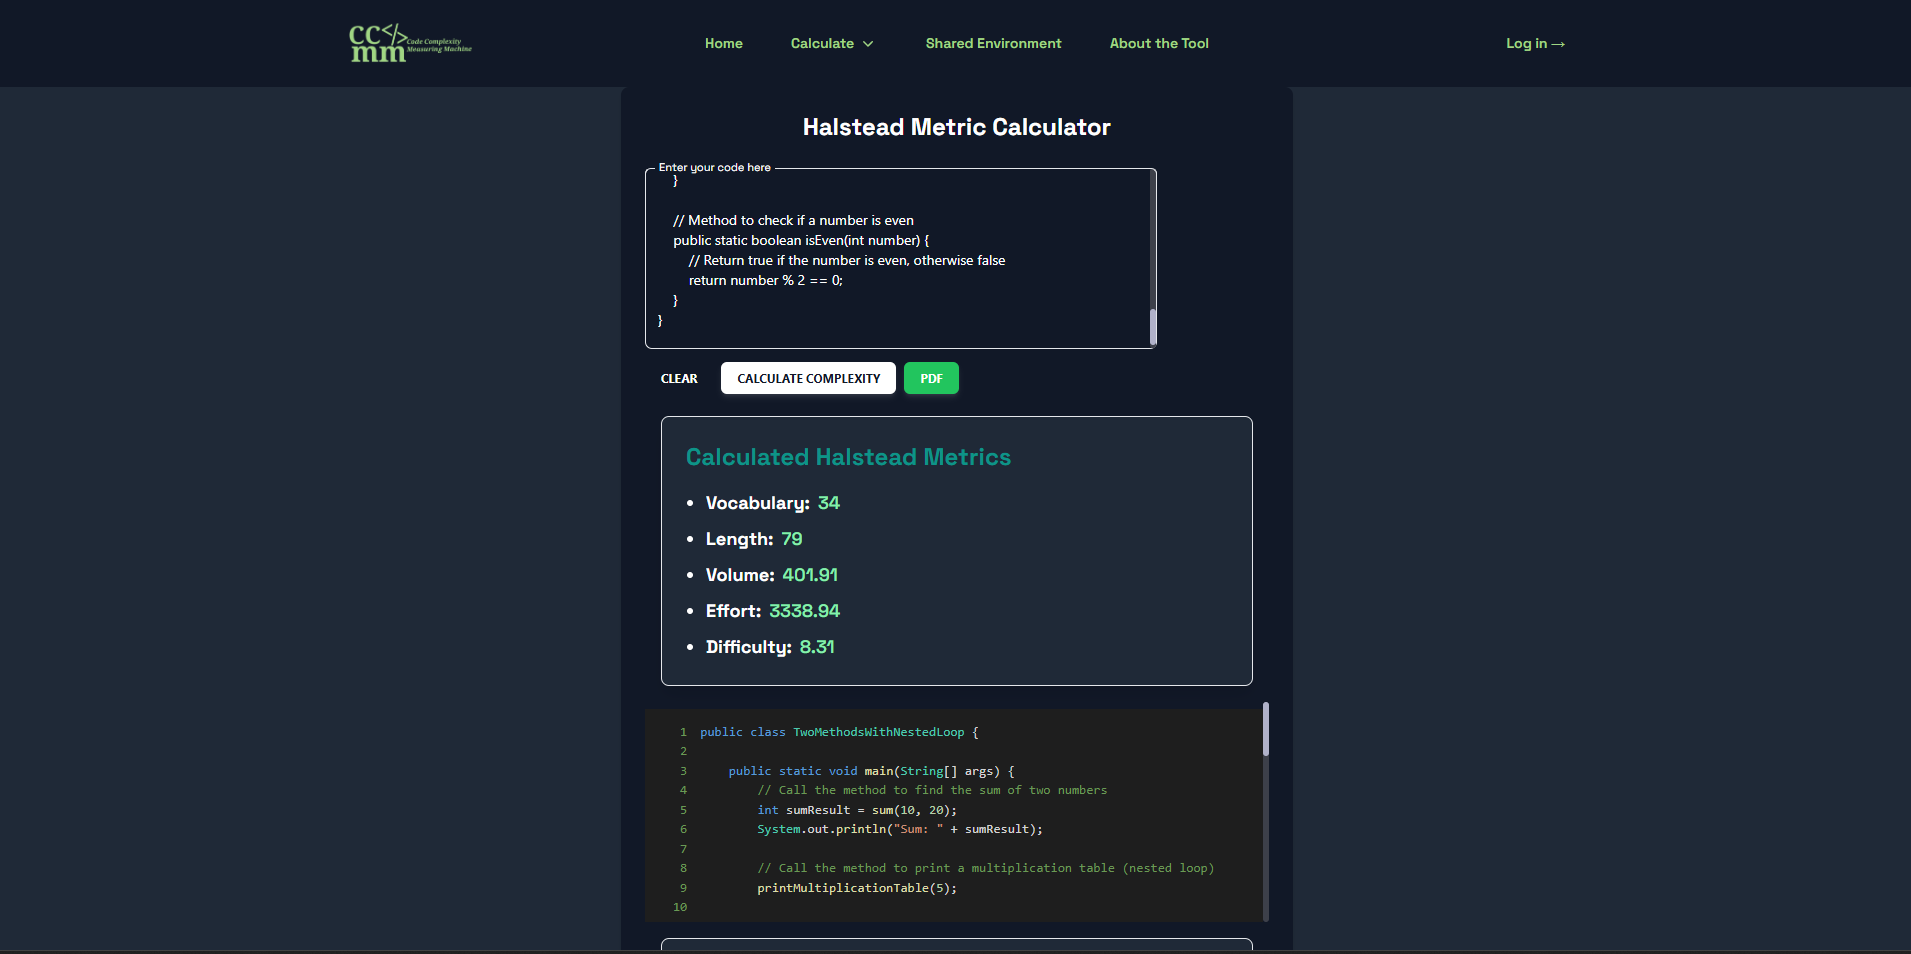 cc</>
mm Code Complexity
Measuring Machine
Home
Calculate
Shared Environment
About the Tool
Log in →
Halstead Metric Calculator
Enter your code here
}
// Method to check if a number is even
public static boolean isEven(int number) {
// Return true if the number is even, otherwise false
return number % 2 == 0;
}
}
CLEAR
CALCULATE COMPLEXITY
PDF
Calculated Halstead Metrics
• Vocabulary: 34
• Length: 79
• Volume: 401.91
• Effort: 3338.94
• Difficulty: 8.31
1 public class TwoMethodsWithNestedLoop {
2
3 public static void main(String[] args) {
4 // Call the method to find the sum of two numbers
5 int sumResult = sum(10, 20);
6 System.out.println("Sum: " + sumResult);
7
8 // Call the method to print a multiplication table (nested loop)
9 printMultiplicationTable(5);
10